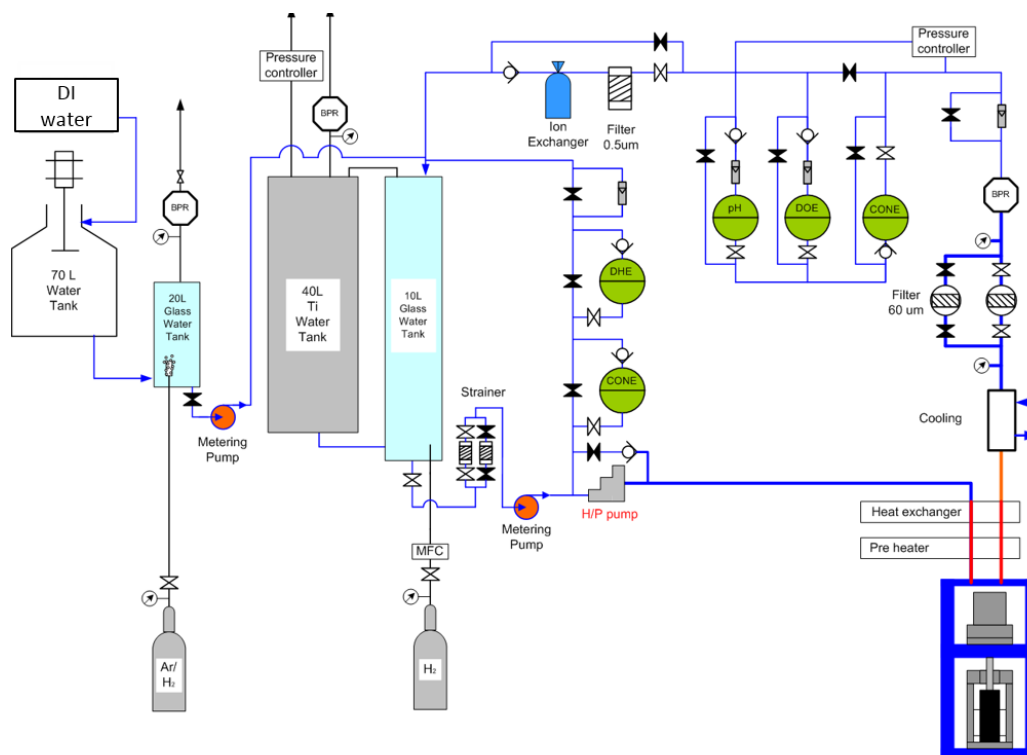 DI
water
70 L
Water
Tank
BPR
20L
Glass
Water
Tank
Metering
Pump
Ar/
H₂
Pressure
controller
BPR
40L
Ti
Water
Tank
10L
Glass
Water
Tank
Strainer
MFC
H₂
Metering
Pump
H/P pump
Ion
Exchanger
Filter
0.5um
DHE
CONE
pH
DOE
CONE
Pressure
controller
BPR
Filter
60 um
Cooling
Heat exchanger
Pre heater